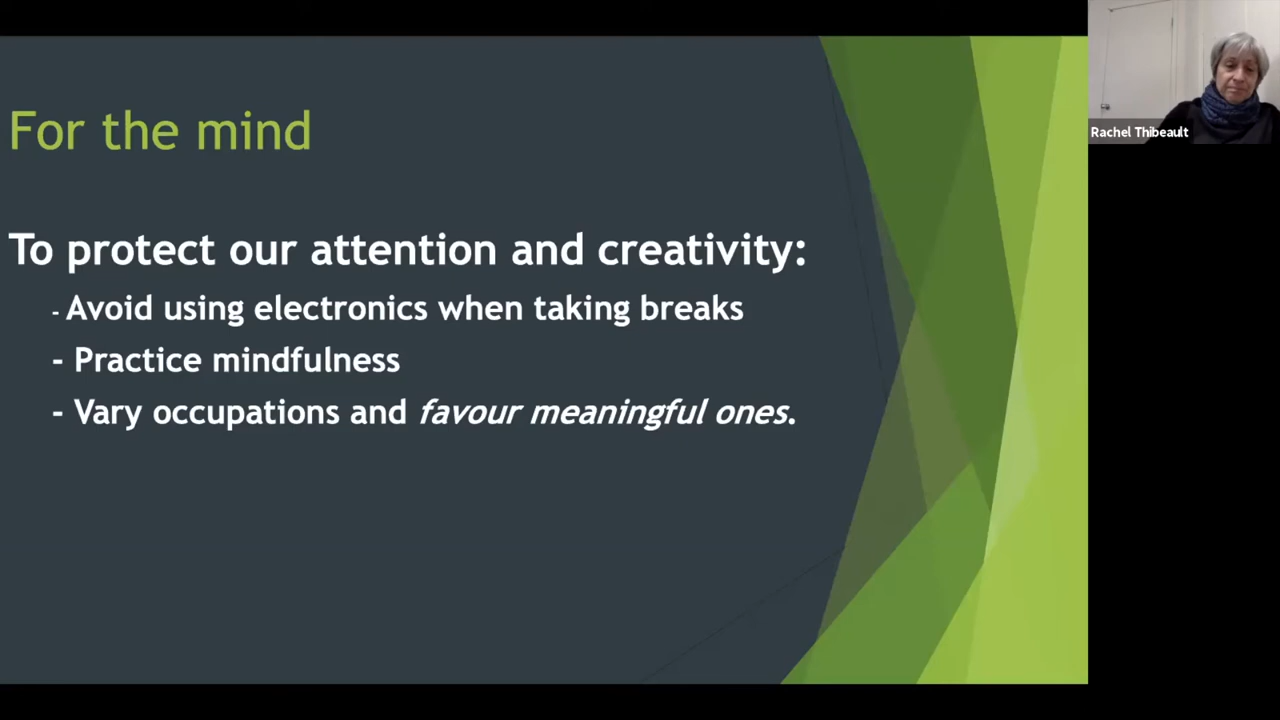 For the mind
To protect our attention and creativity:
- Avoid using electronics when taking breaks
- Practice mindfulness
- Vary occupations and favour meaningful ones.
Rachel Thibeault